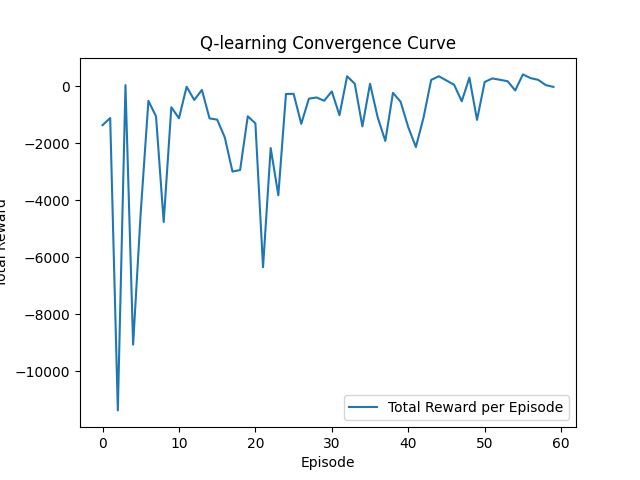 Q-learning Convergence Curve
0
−2000
−4000
−6000
−8000
−10000
Total Reward
Total Reward per Episode
0 10 20 30 40 50 60
Episode